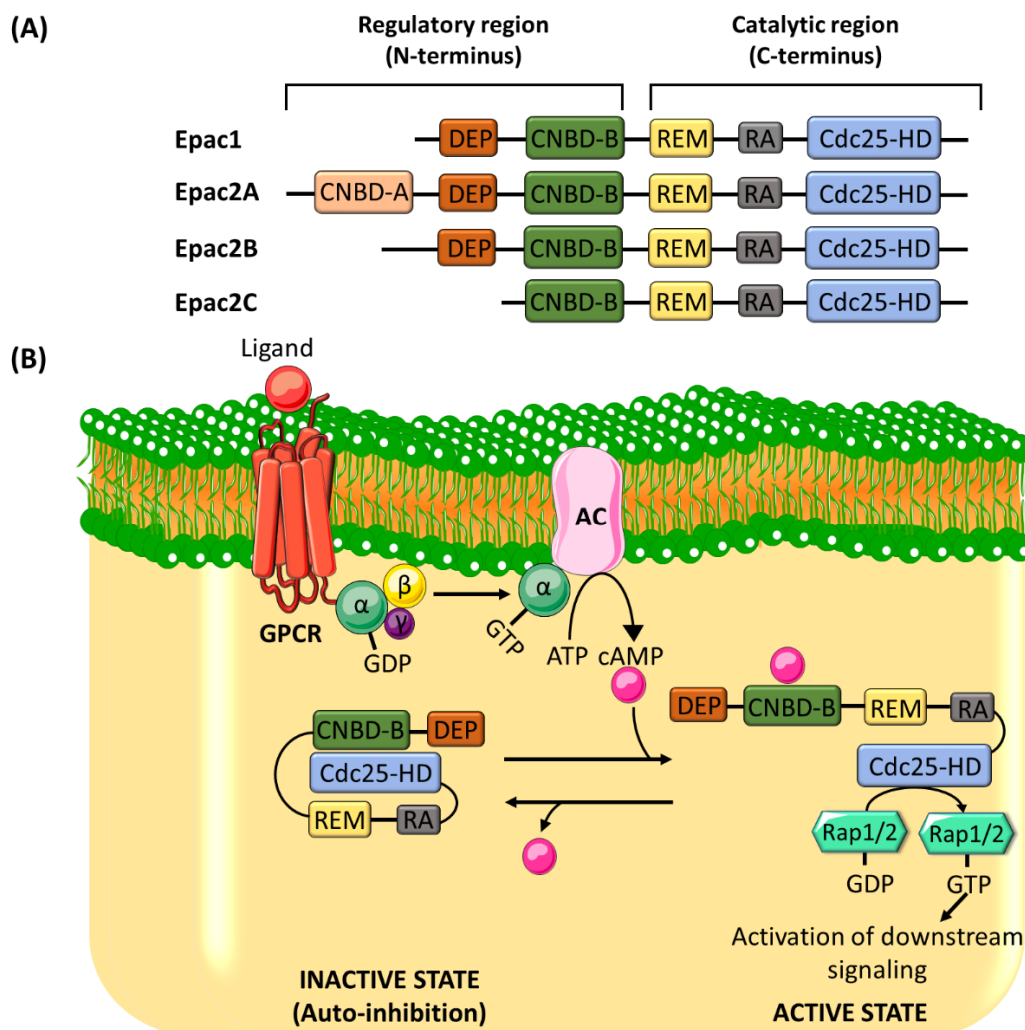 (A)
Regulatory region
(N-terminus)
Catalytic region
(C-terminus)
Epac1 DEP CNBD-B REM RA Cdc25-HD
Epac2A CNBD-A DEP CNBD-B REM RA Cdc25-HD
Epac2B DEP CNBD-B REM RA Cdc25-HD
Epac2C CNBD-B REM RA Cdc25-HD
(B)
Ligand
AC
GPCR
α
β
γ
GDP
α
GTP
ATP cAMP
CNBD-B DEP
Cdc25-HD
REM RA
DEP CNBD-B REM RA
Cdc25-HD
Rap1/2 Rap1/2
GDP GTP
Activation of downstream
signaling
INACTIVE STATE
(Auto-inhibition)
ACTIVE STATE